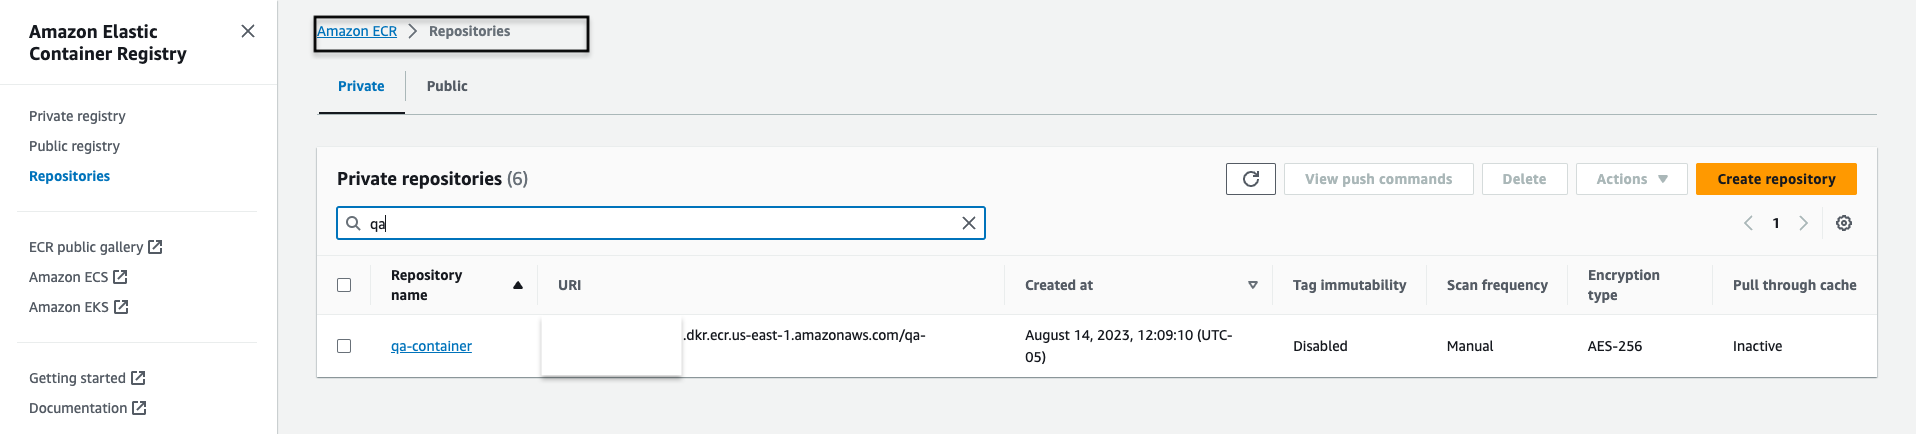 Amazon Elastic
Container Registry
Private registry
Public registry
Repositories
ECR public gallery
Amazon ECS
Amazon EKS
Getting started
Documentation
Amazon ECR > Repositories
Private Public
Private repositories (6)
View push commands Delete Actions Create repository
qa
1
Repository name URI Created at Tag immutability Scan frequency Encryption type Pull through cache
qa-container .dkr.ecr.us-east-1.amazonaws.com/qa- August 14, 2023, 12:09:10 (UTC-05) Disabled Manual AES-256 Inactive